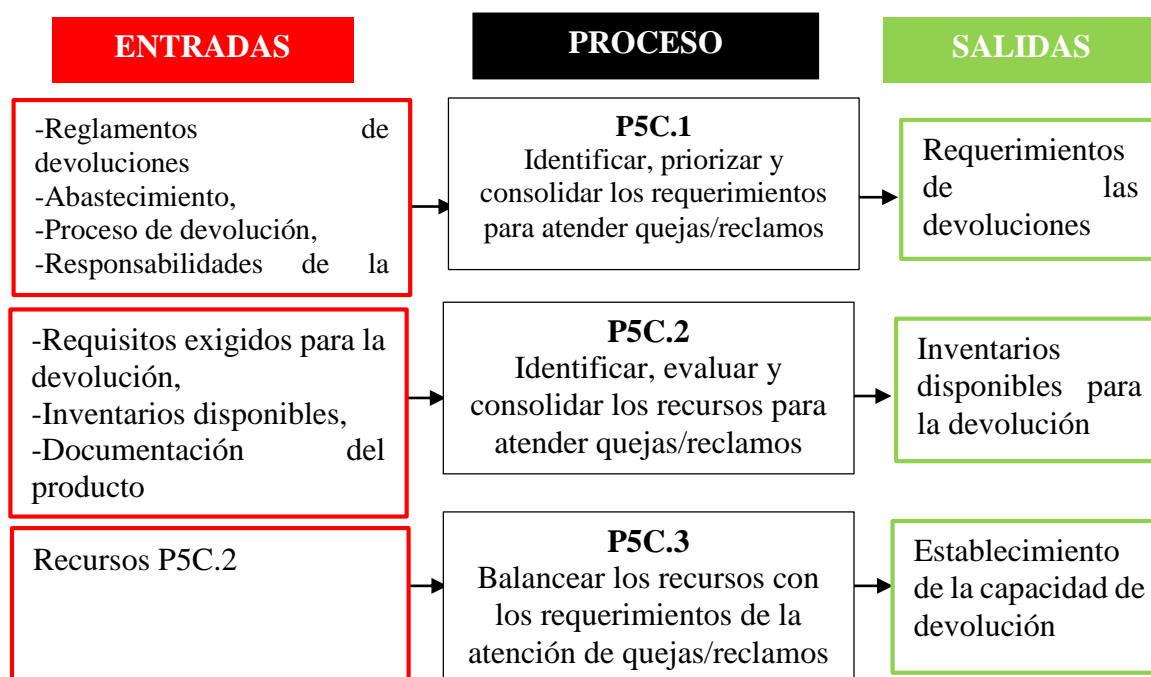 ENTRADAS
PROCESO
SALIDAS
-Reglamentos de
devoluciones
-Abastecimiento,
-Proceso de devolución,
-Responsabilidades de la
P5C.1
Identificar, priorizar y
consolidar los requerimientos
para atender quejas/reclamos
Requerimientos
de las
devoluciones
-Requisitos exigidos para la
devolución,
-Inventarios disponibles,
-Documentación del
producto
P5C.2
Identificar, evaluar y
consolidar los recursos para
atender quejas/reclamos
Inventarios
disponibles para
la devolución
Recursos P5C.2
P5C.3
Balancear los recursos con
los requerimientos de la
atención de quejas/reclamos
Establecimiento
de la capacidad de
devolución